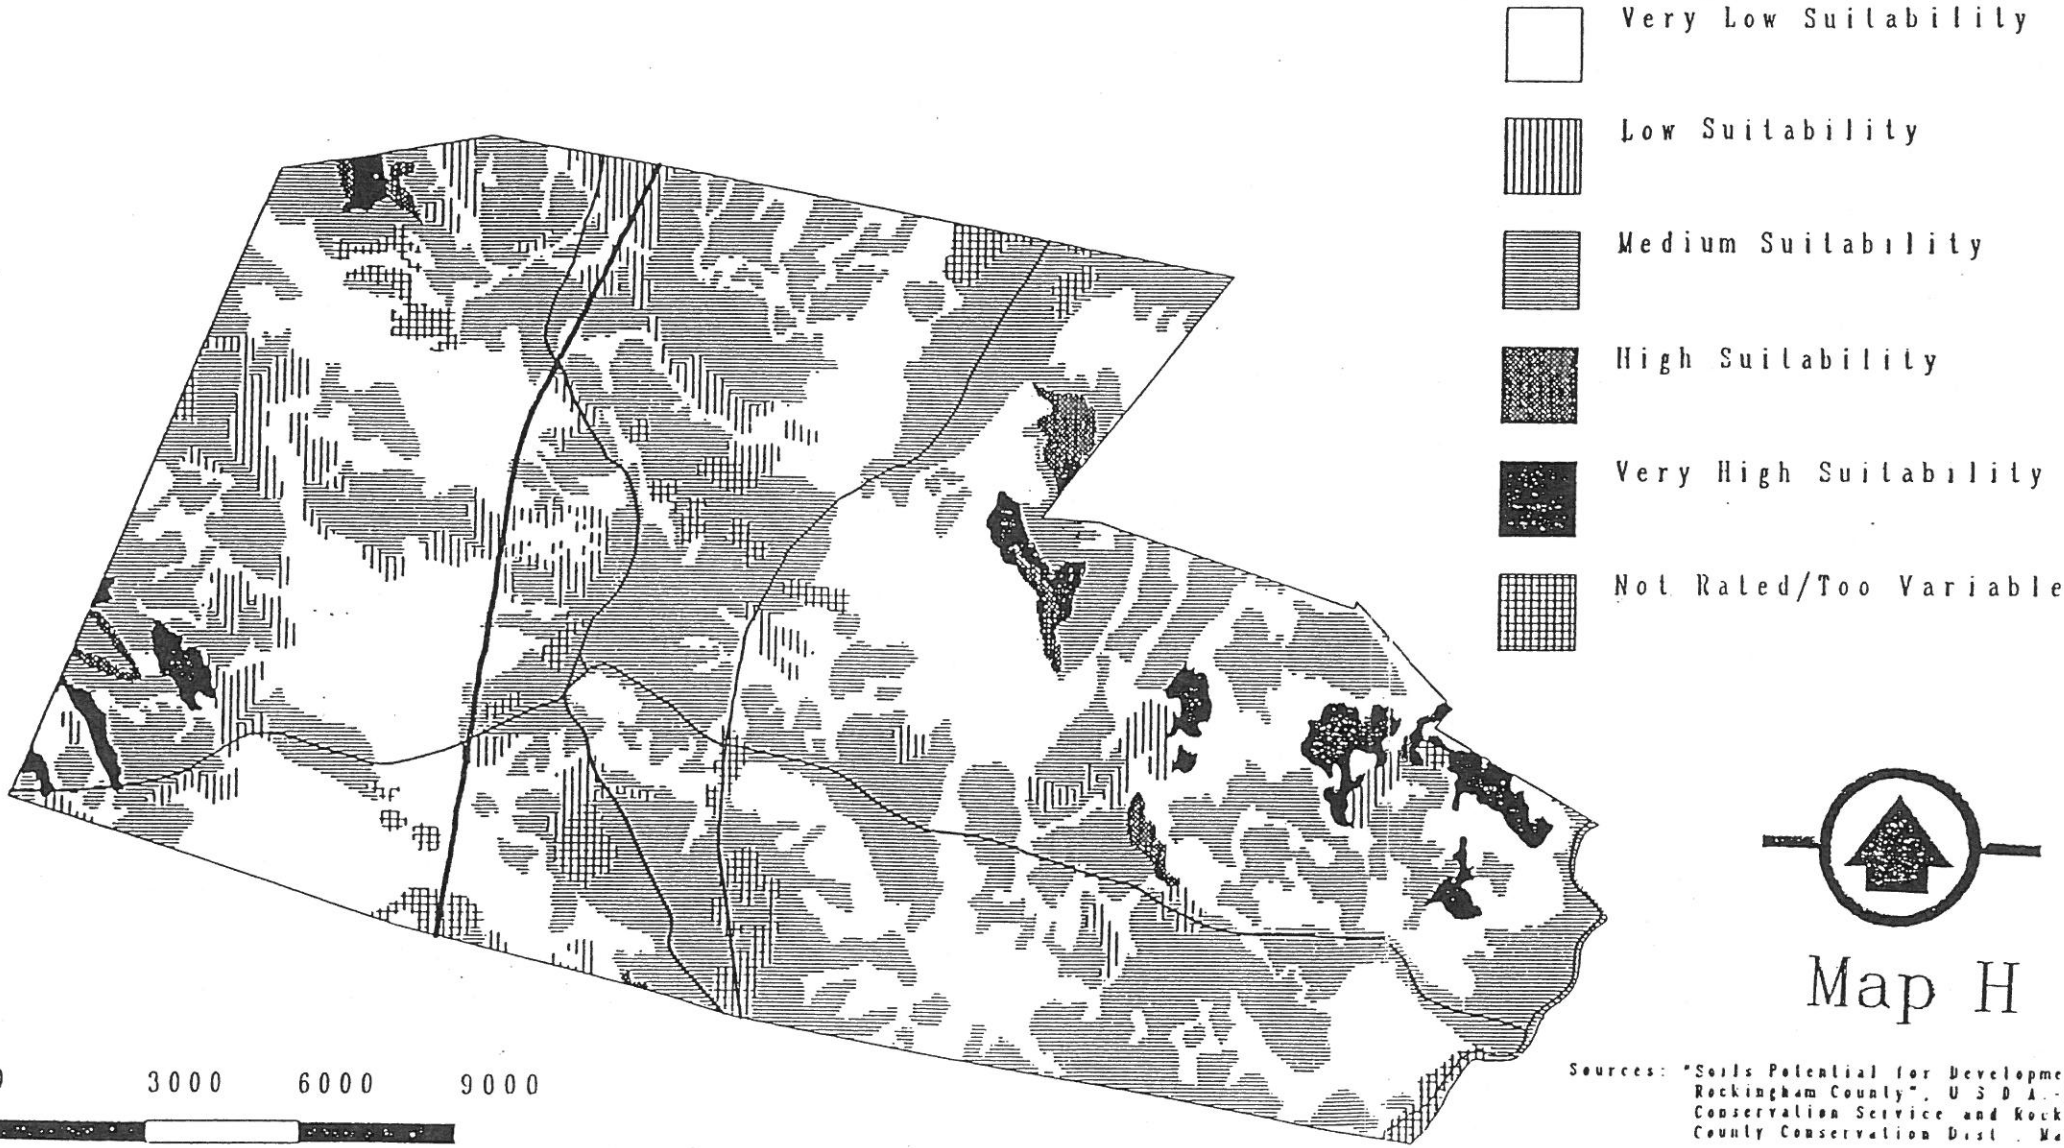 Very Low Suitability
Low Suitability
Medium Suitability
High Suitability
Very High Suitability
Not Rated/Too Variable
Map H
0 3000 6000 9000
Sources: "Soils Potential for Developme
Rockingham County", U S D A.-
Conservation Service and Rock
County Conservation Dist